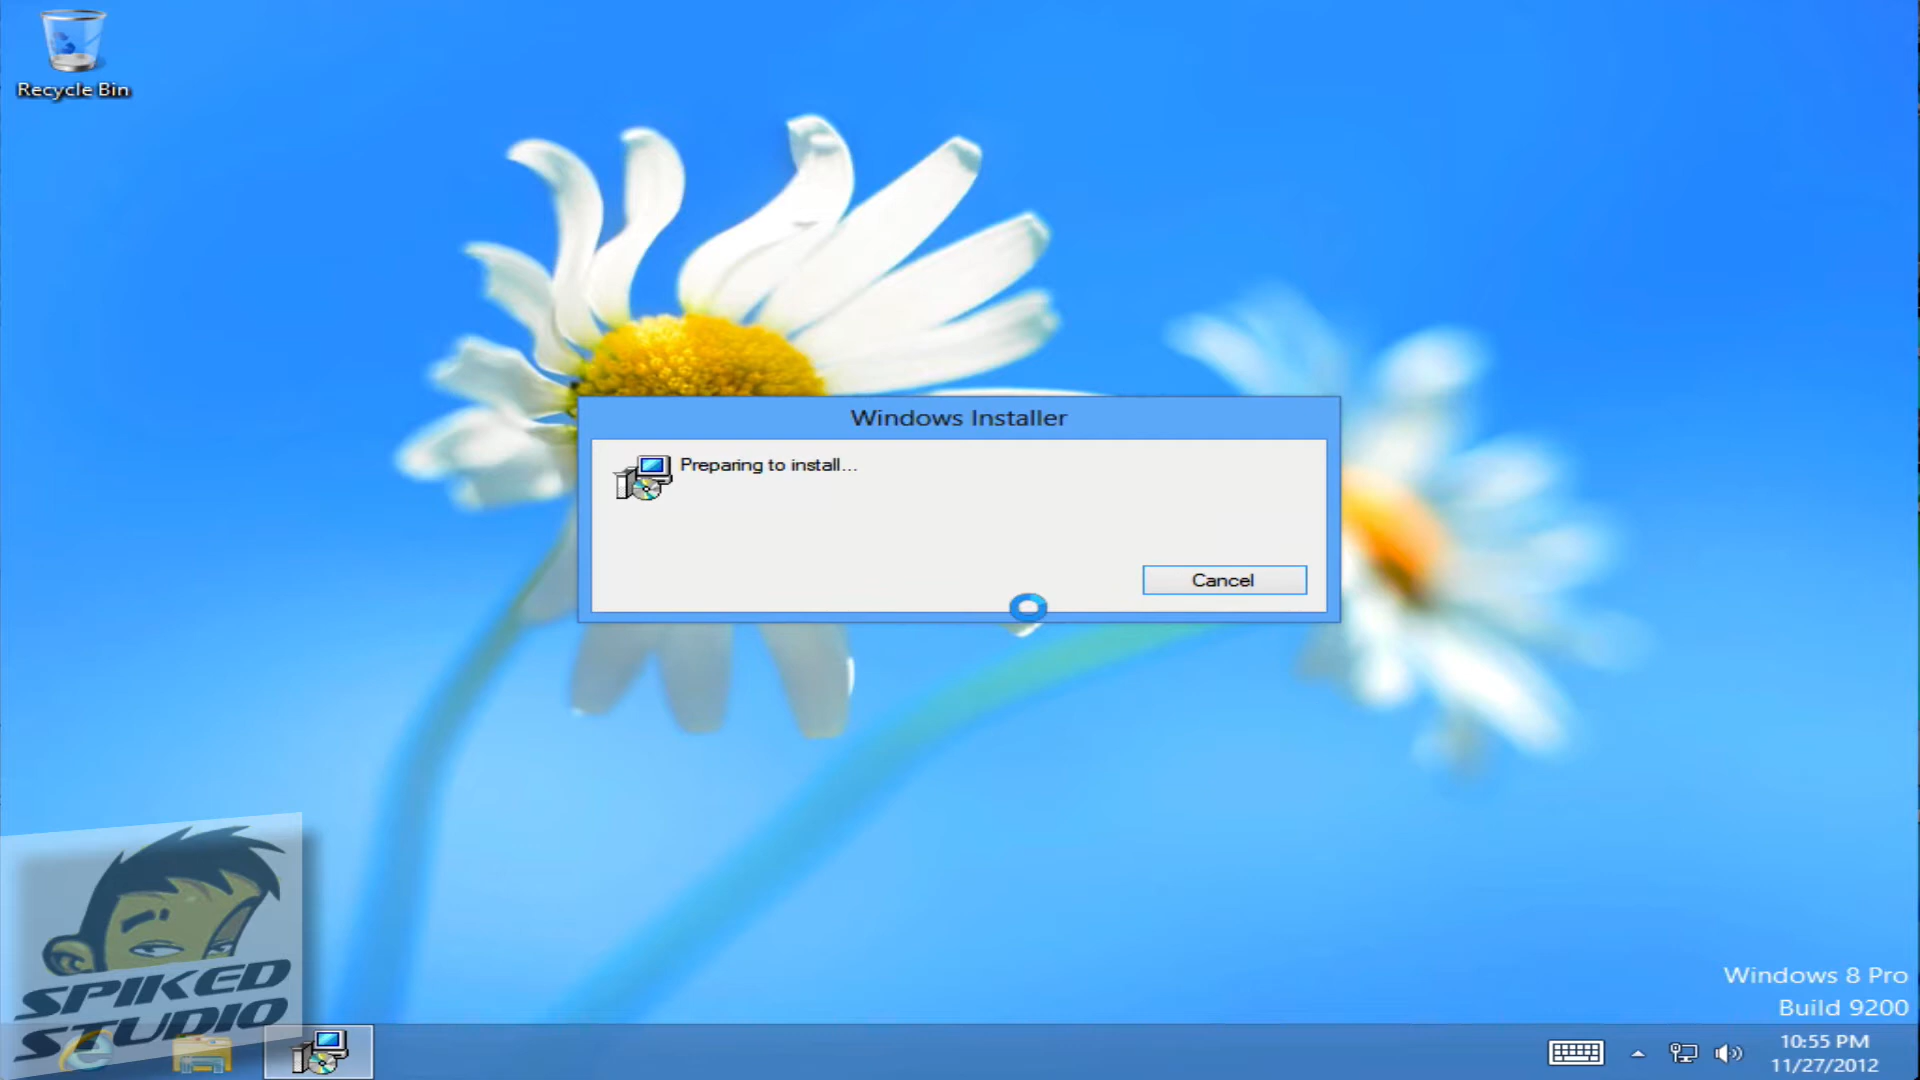 Recycle Bin
Windows Installer
Preparing to install...
Cancel
SPIKED
STUDIO
Windows 8 Pro
Build 9200
10:55 PM
11/27/2012